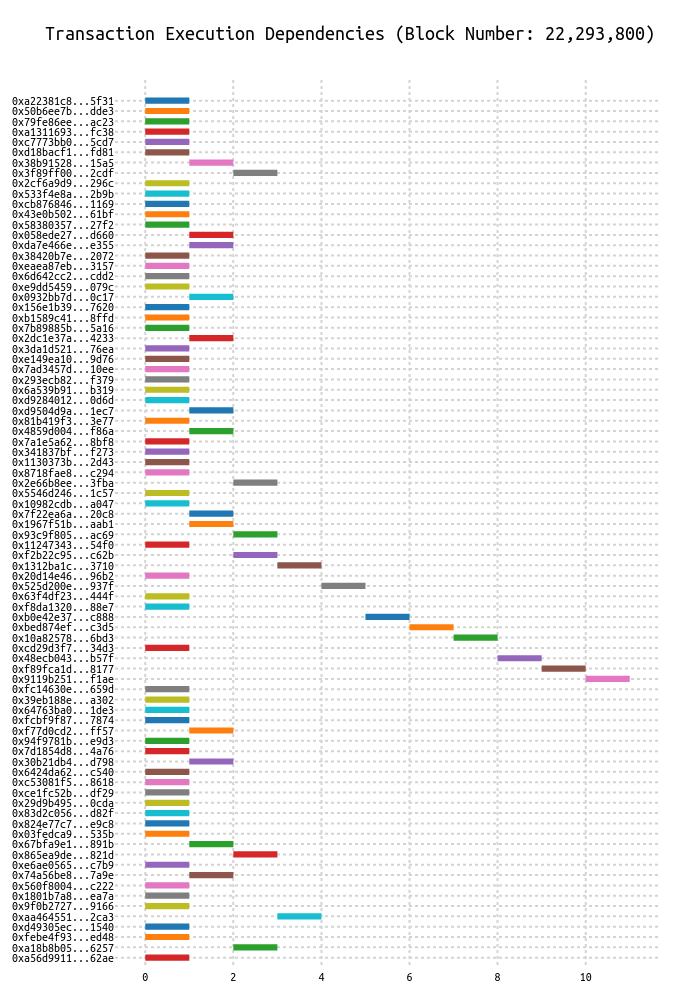 Transaction Execution Dependencies (Block Number: 22,293,800)
0xa22381c8...5f31
0x50b6ee7b...dde3
0x79fe86ee...ac23
0xa1311693...fc38
0xc7773bb0...5cd7
0xd18bacf1...fd81
0x38b91528...15a5
0x3f89ff00...2cdf
0x2cf6a9d9...296c
0x533f4e8a...2b9b
0xcb876846...1169
0x43e0b502...61bf
0x58380357...27f2
0x058ede27...d660
0xda7e466e...e355
0x38420b7e...2072
0xeaea87eb...3157
0x6d642cc2...cdd2
0xe9dd5459...079c
0x0932bb7d...0c17
0x156e1b39...7620
0xb1589c41...8ffd
0x7b89885b...5a16
0x2dc1e37a...4233
0x3da1d521...76ea
0xe149ea10...9d76
0x7ad3457d...10ee
0x293ecb82...f379
0x6a539b91...b319
0xd9284012...0d6d
0xd9504d9a...1ec7
0x81b419f3...3e77
0x4859d004...f86a
0x7a1e5a62...8bf8
0x341837bf...f273
0x1130373b...2d43
0x8718fae8...c294
0x2e66b8ee...3fba
0x5546d246...1c57
0x10982cdb...a047
0x7f22ea6a...20c8
0x1967f51b...aab1
0x93c9f805...ac69
0x11247343...54f0
0xf2b22c95...c62b
0x1312ba1c...3710
0x20d14e46...96b2
0x525d200e...937f
0x63f4df23...444f
0xf8da1320...88e7
0xb0e42e37...c888
0xbed874ef...c3d5
0x10a82578...6bd3
0xcd29d3f7...34d3
0x48ecb043...b57f
0xf89fca1d...8177
0x9119b251...f1ae
0xfc14630e...659d
0x39eb188e...a302
0x64763ba0...1de3
0xfcbf9f87...7874
0xf77d0cd2...ff57
0x94f9781b...e9d3
0x7d1854d8...4a76
0x30b21db4...d798
0x6424da62...c540
0xc53081f5...8618
0xce1fc52b...df29
0x29d9b495...0cda
0x83d2c056...d82f
0x824e77c7...e9c8
0x03fedca9...535b
0x67bfa9e1...891b
0x865ea9de...821d
0xe6ae0565...c7b9
0x74a56be8...7a9e
0x560f8004...c222
0x1801b7a8...ea7a
0x9f0b2727...9166
0xaa464551...2ca3
0xd49305ec...1540
0xfebe4f93...ed48
0xa18b8b05...6257
0xa56d9911...62ae
0 2 4 6 8 10